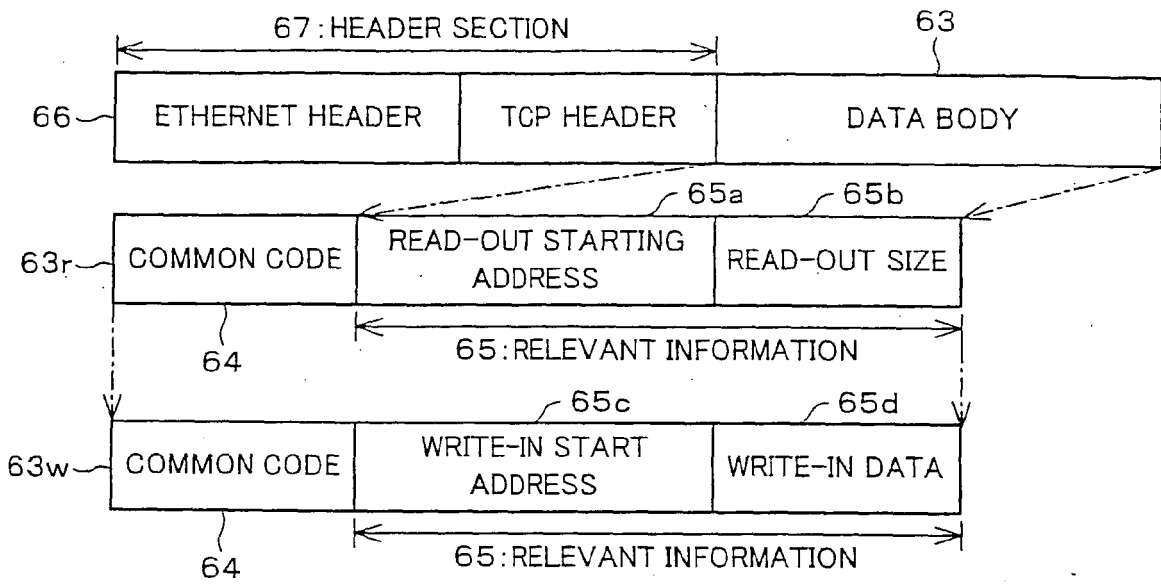 67:HEADER SECTION
63
66
ETHERNET HEADER
TCP HEADER
DATA BODY
65a
65b
63r
COMMON CODE
READ-OUT STARTING
ADDRESS
READ-OUT SIZE
64
65:RELEVANT INFORMATION
65c
65d
63w
COMMON CODE
WRITE-IN START
ADDRESS
WRITE-IN DATA
64
65:RELEVANT INFORMATION